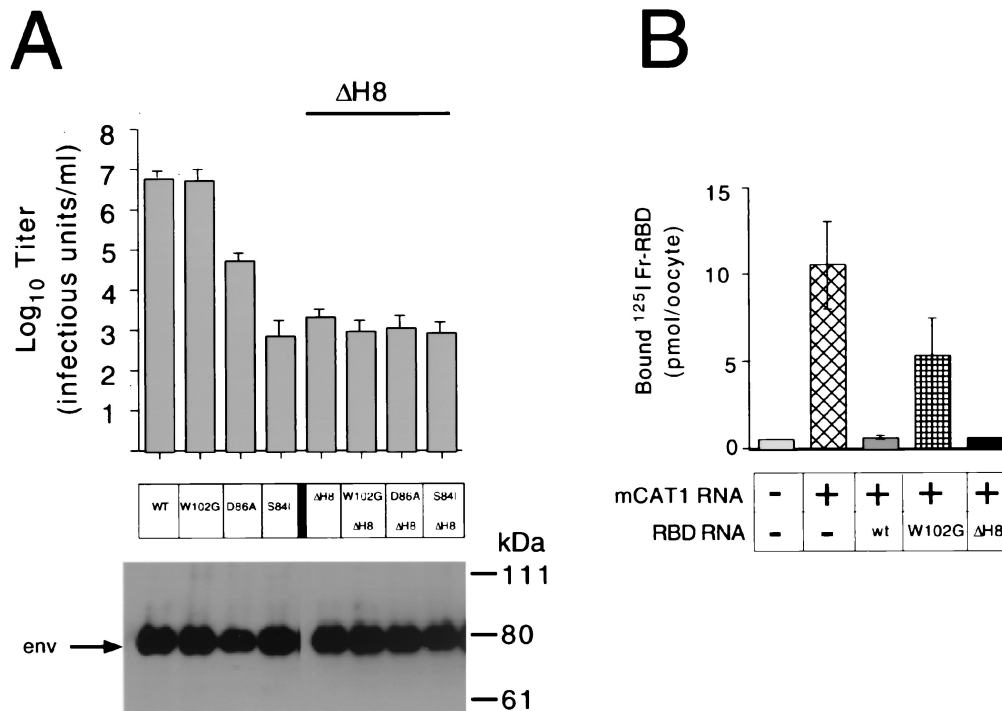 A
ΔH8
Log10 Titer
(infectious units/ml)
8
7
6
5
4
3
2
1
WT W102G D86A S84I ΔH8 W102G ΔH8 D86A ΔH8 S84I ΔH8
kDa
111
80
61
env
B
Bound 125I Fr-RBD
(pmol/oocyte)
15
10
5
0
mCAT1 RNA - + + + +
RBD RNA - - wt W102G ΔH8